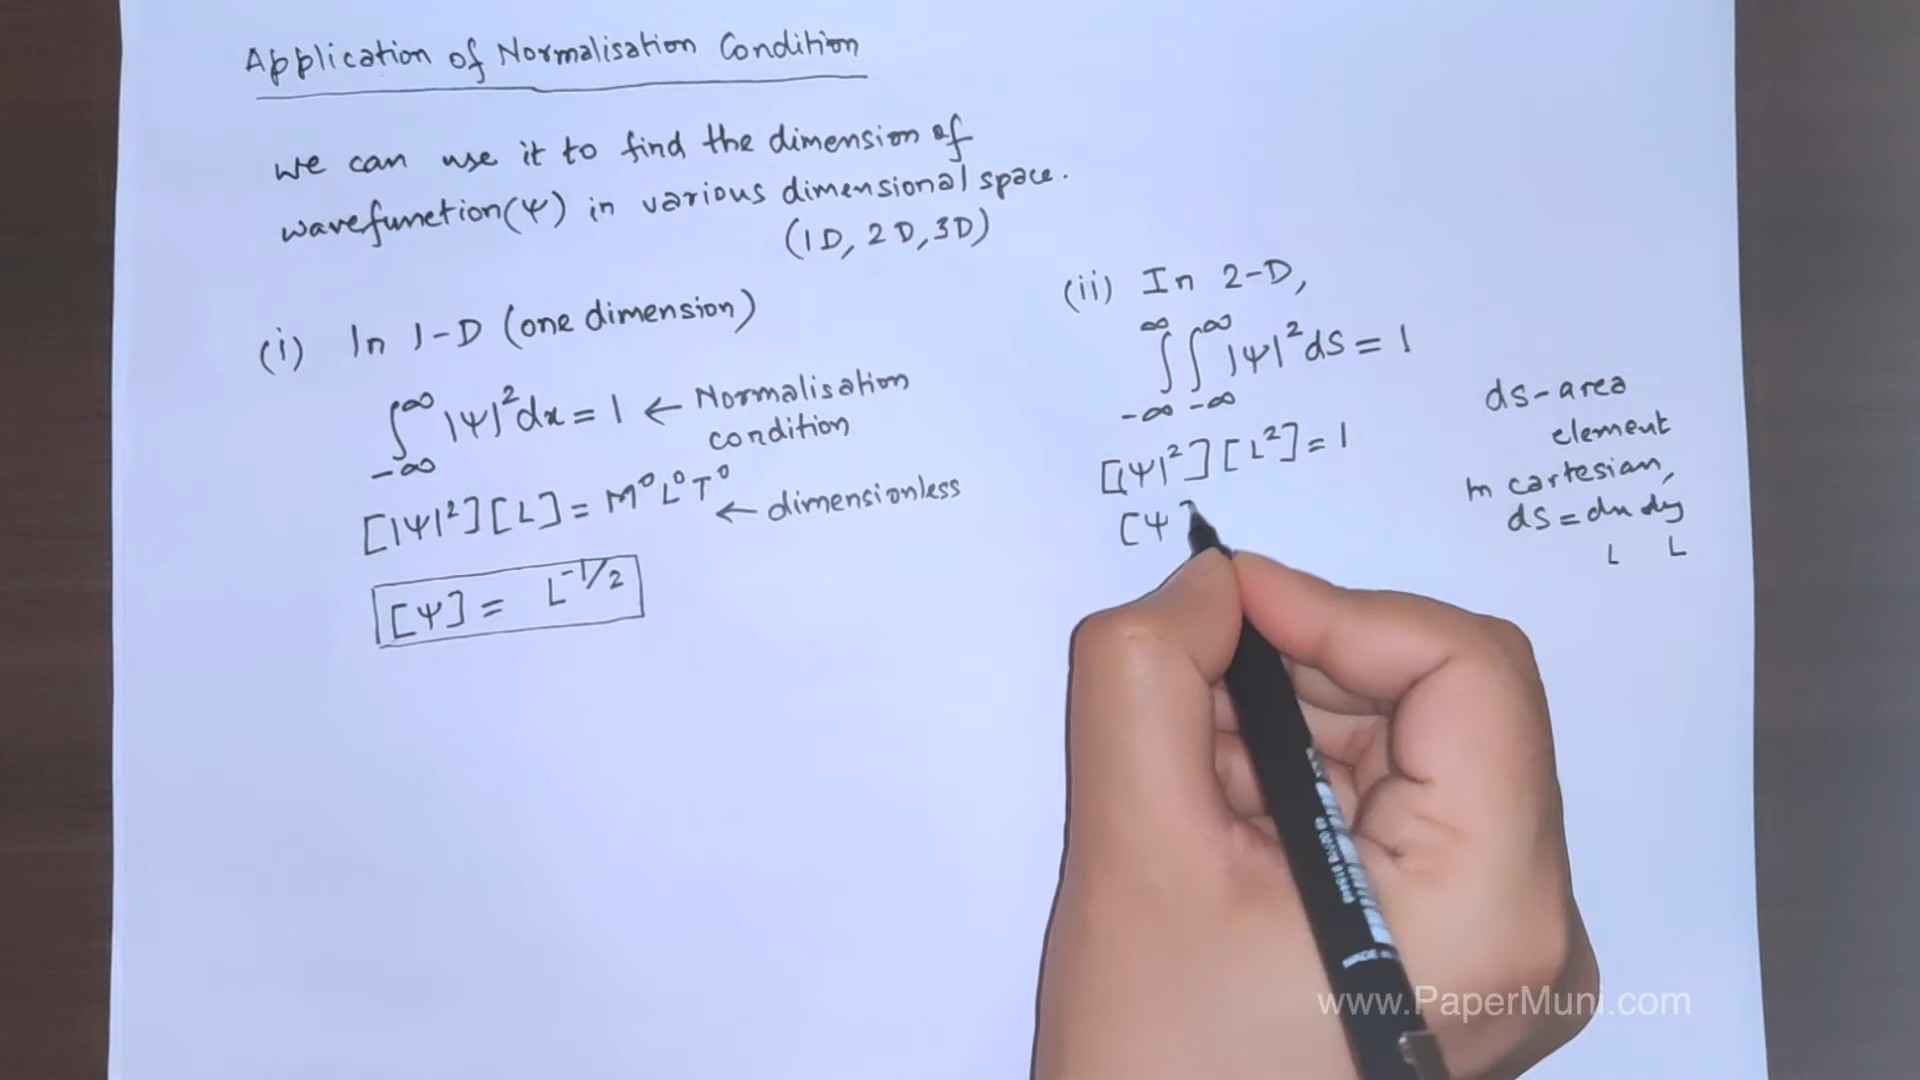 Application of Normalisation Condition
we can use it to find the dimension of
wavefunction(Ψ) in various dimensional space.
(1D, 2D, 3D)
(i) In 1-D (one dimension)
∫_{-∞}^{∞} |Ψ|² dx = 1 ← Normalisation
condition
[|Ψ|²] [L] = M⁰L⁰T⁰ ← dimensionless
[Ψ] = L^{-1/2}
(ii) In 2-D,
∫_{-∞}^{∞} ∫_{-∞}^{∞} |Ψ|² dS = 1
[|Ψ|²] [L²] = 1
[Ψ]
ds - area
element
In cartesian,
ds = dx dy
L L
MADE IN
www.PaperMuni.com